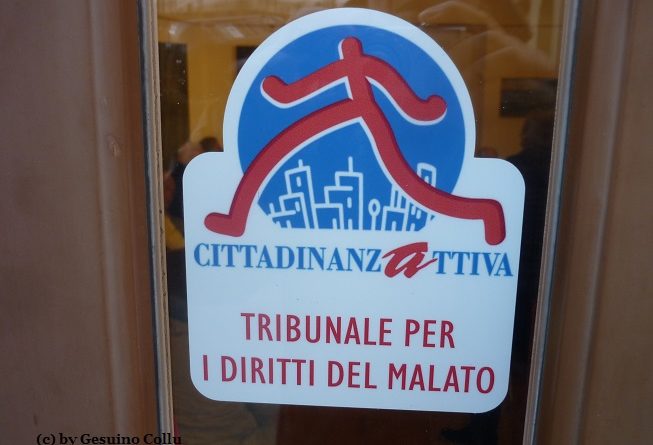 CITTADINANZaTTIVA
TRIBUNALE PER
I DIRITTI DEL MALATO
(c) by Gesuino Collu